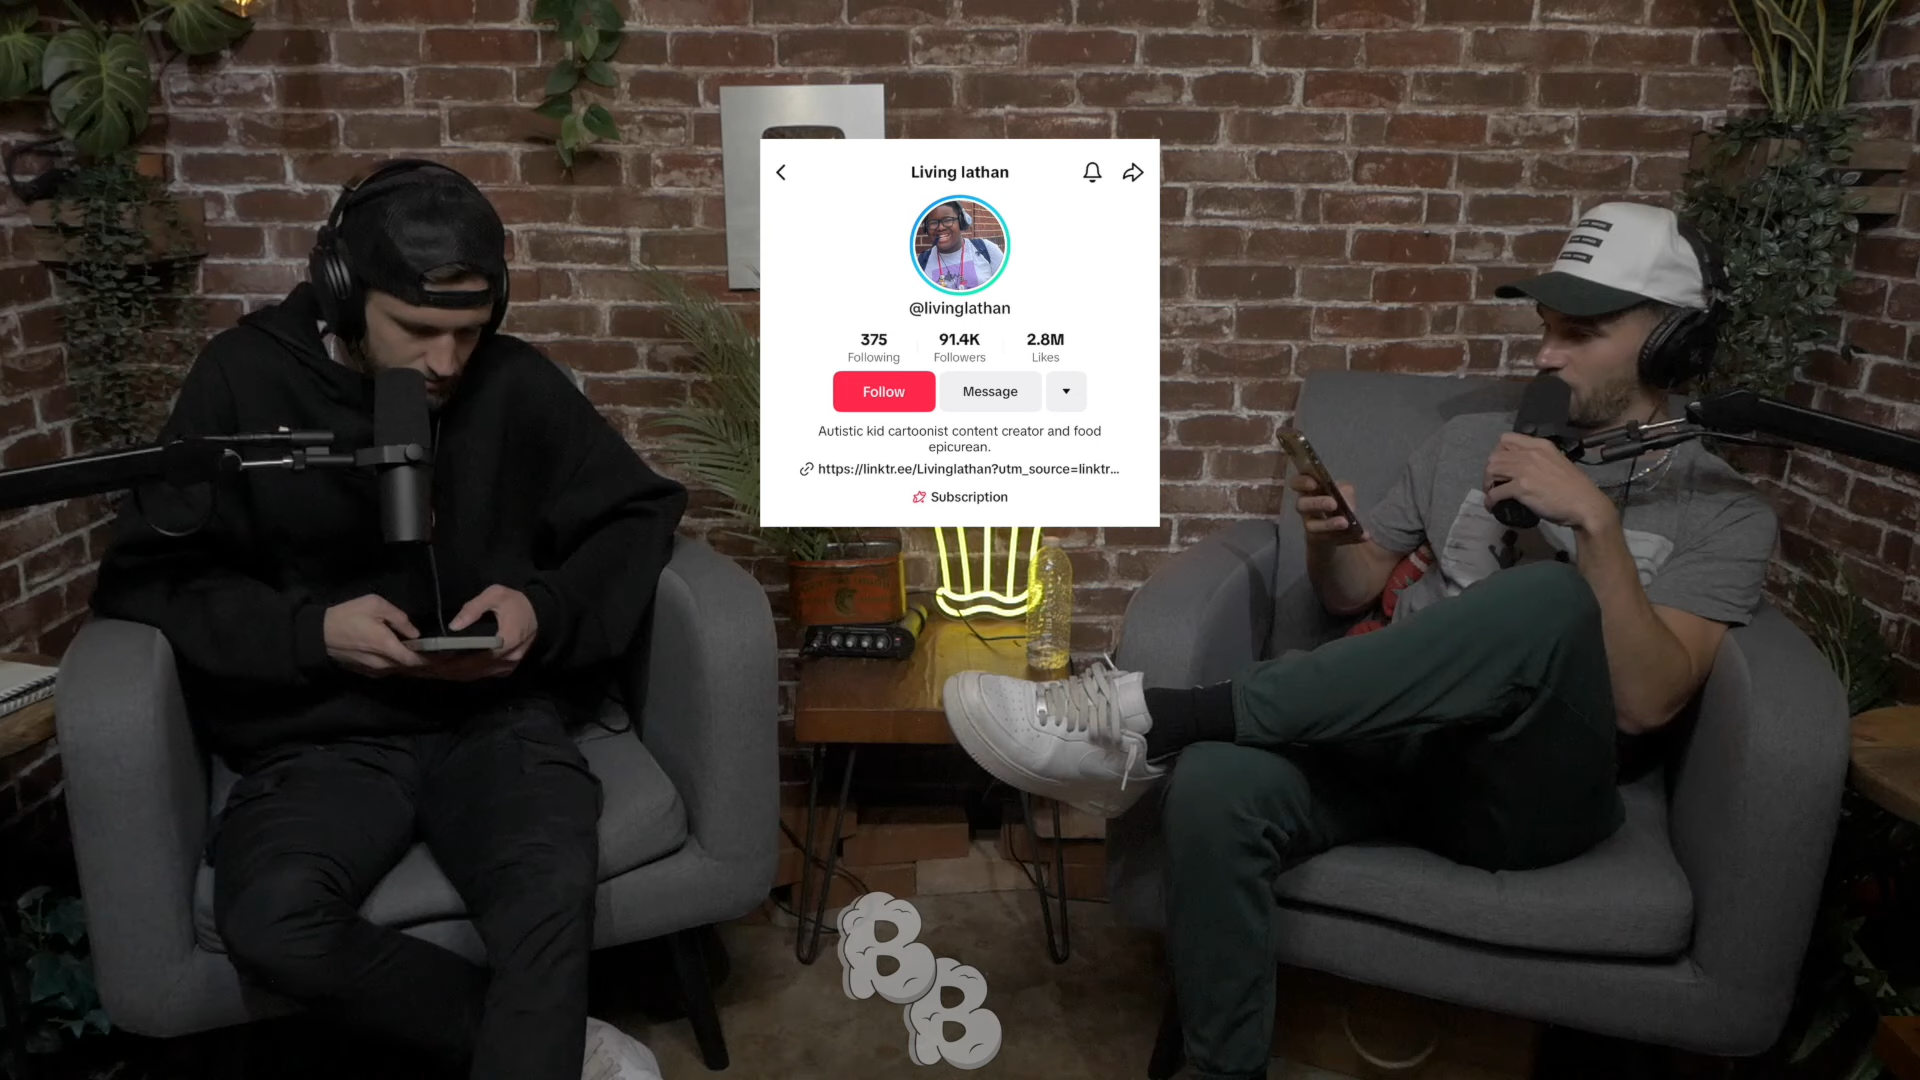 Living lathan
@livinglathan
375
91.4K
2.8M
Following
Followers
Likes
Follow
Message
Autistic kid cartoonist content creator and food
epicurean.
https://linktr.ee/Livinglathan?utm_source=linktr...
Subscription
BB